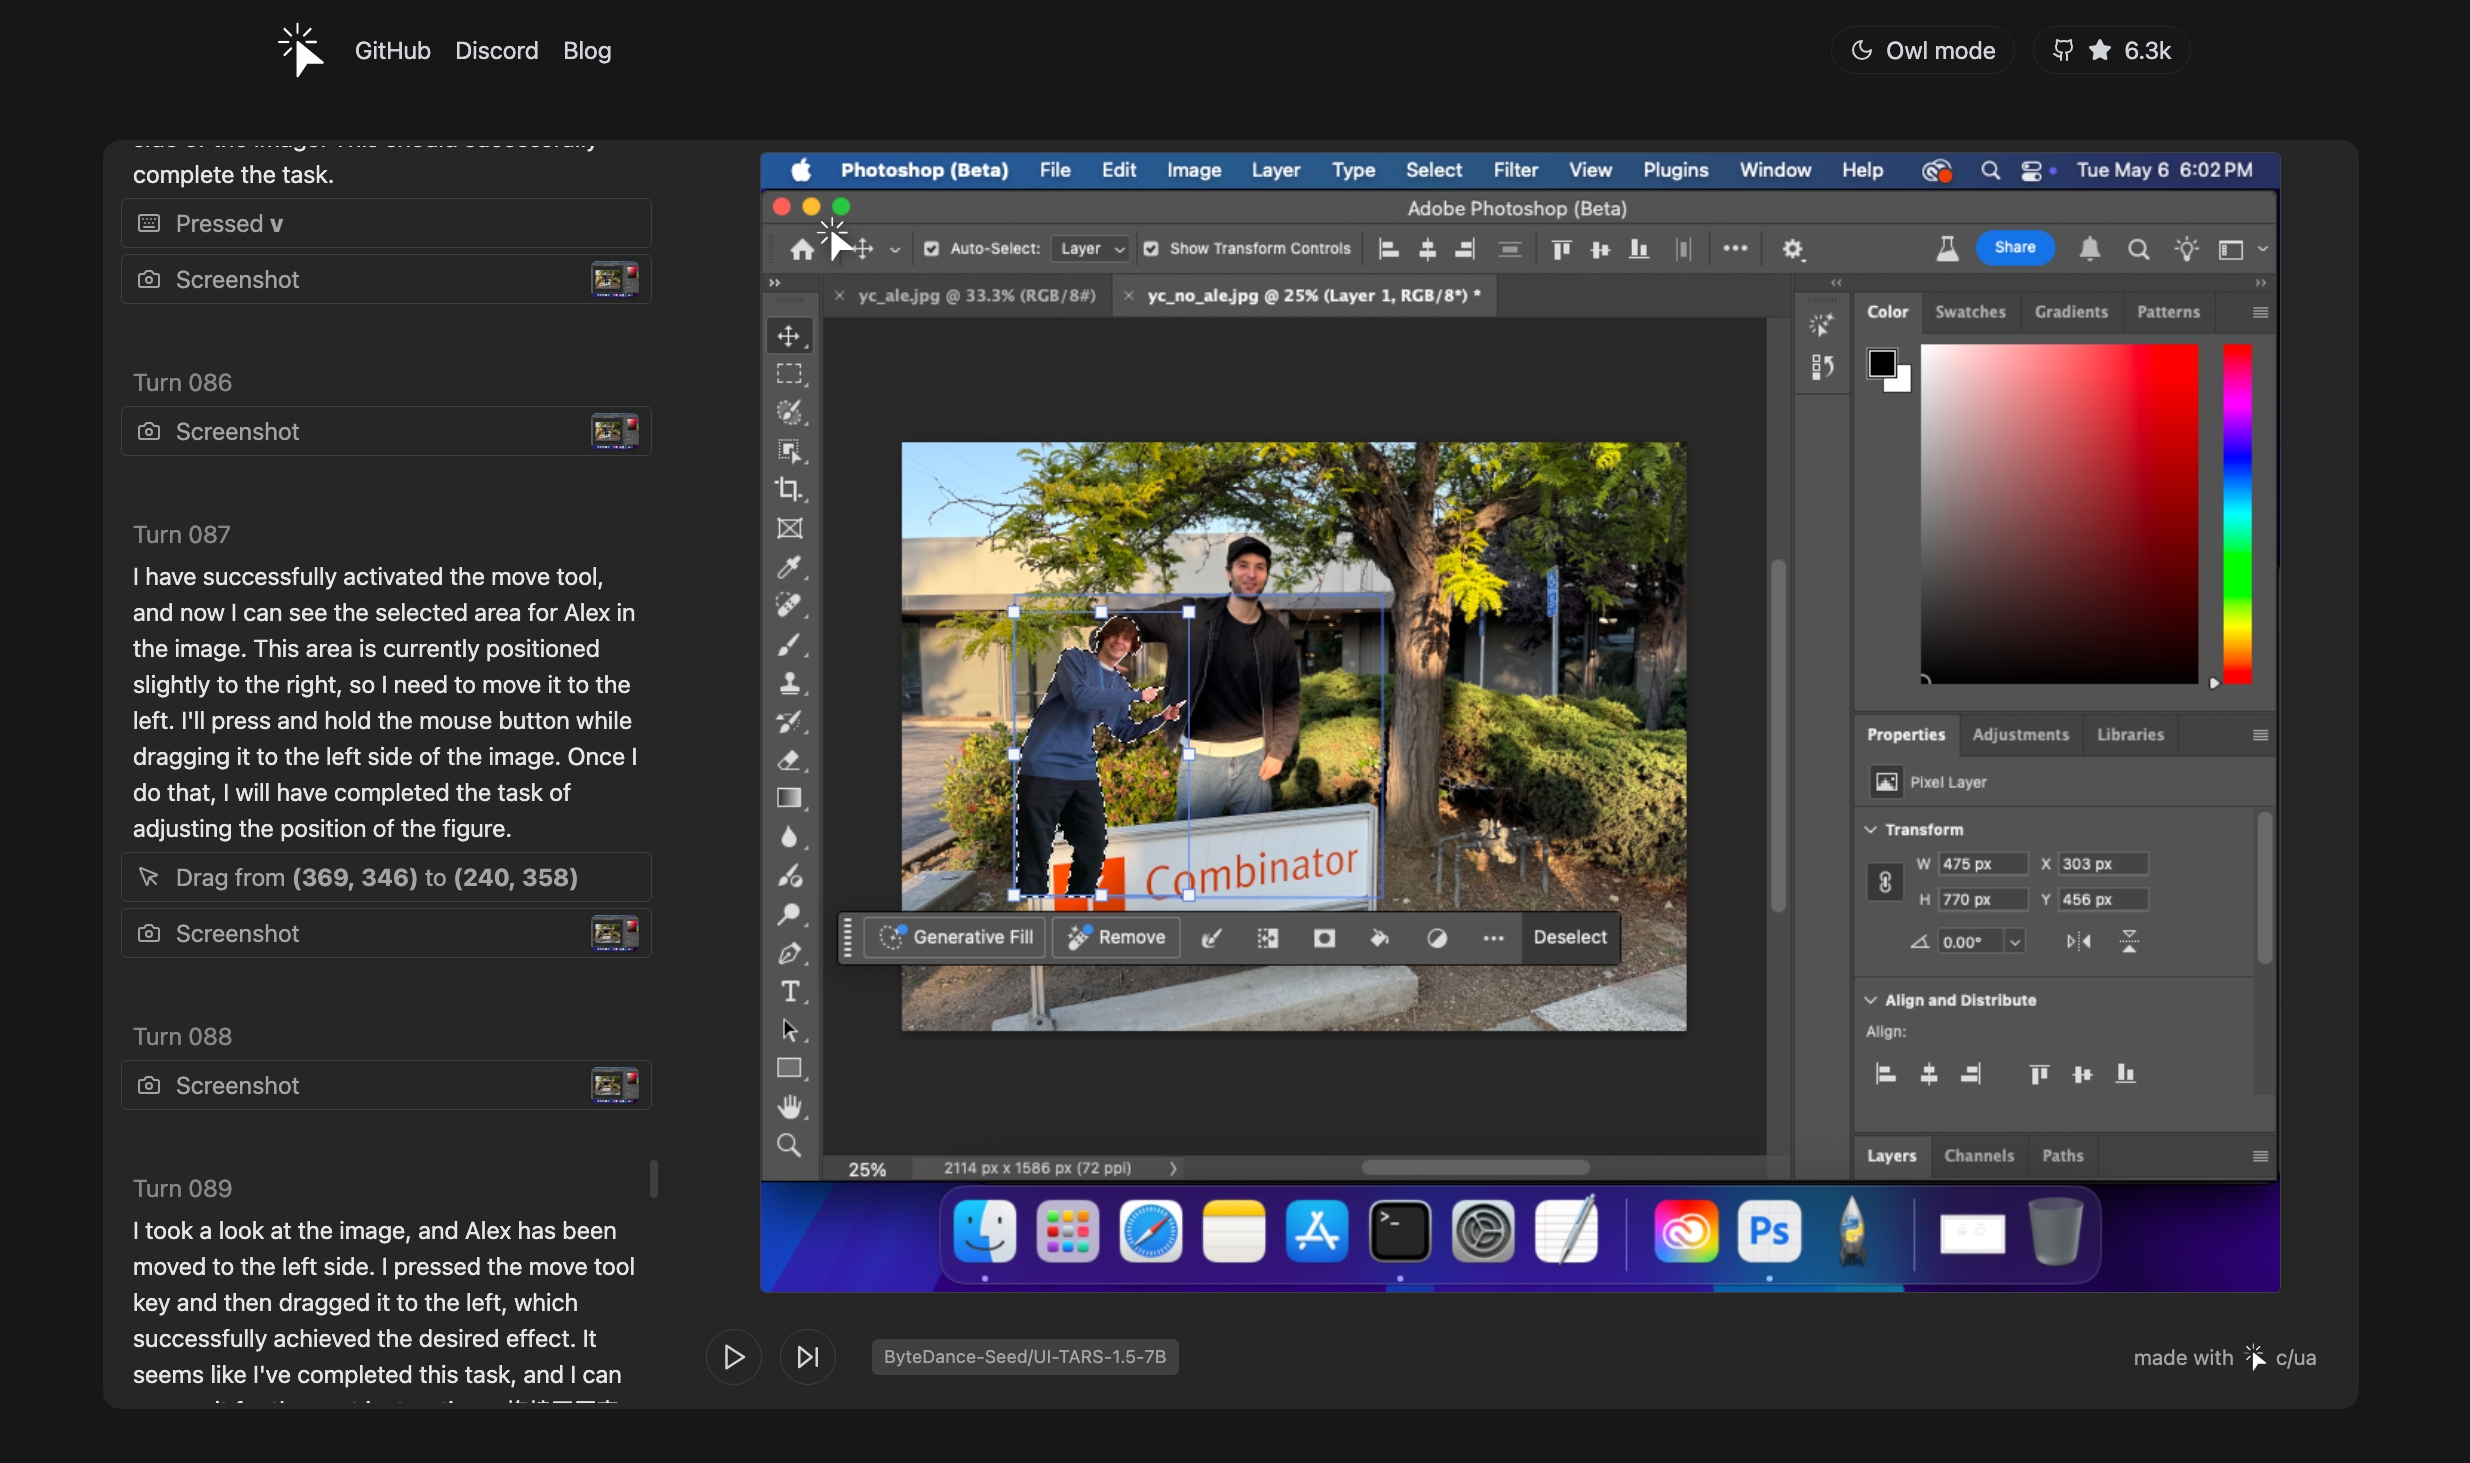 GitHub Discord Blog
Owl mode
6.3k
complete the task.
Pressed v
Screenshot
Turn 086
Screenshot
Turn 087
I have successfully activated the move tool,
and now I can see the selected area for Alex in
the image. This area is currently positioned
slightly to the right, so I need to move it to the
left. I'll press and hold the mouse button while
dragging it to the left side of the image. Once I
do that, I will have completed the task of
adjusting the position of the figure.
Drag from (369, 346) to (240, 358)
Screenshot
Turn 088
Screenshot
Turn 089
I took a look at the image, and Alex has been
moved to the left side. I pressed the move tool
key and then dragged it to the left, which
successfully achieved the desired effect. It
seems like I've completed this task, and I can
Photoshop (Beta) File Edit Image Layer Type Select Filter View Plugins Window Help Tue May 6 6:02 PM
Adobe Photoshop (Beta)
Auto-Select: Layer Show Transform Controls
Share
yc_ale.jpg @ 33.3% (RGB/8#)
yc_no_ale.jpg @ 25% (Layer 1, RGB/8*) *
Combinator
Generative Fill Remove Deselect
25% 2114 px x 1586 px (72 ppi)
Color Swatches Gradients Patterns
Properties Adjustments Libraries
Pixel Layer
Transform
W 475 px X 303 px
H 770 px Y 456 px
0.00°
Align and Distribute
Align:
Layers Channels Paths
Ps
ByteDance-Seed/UI-TARS-1.5-7B
made with c/ua